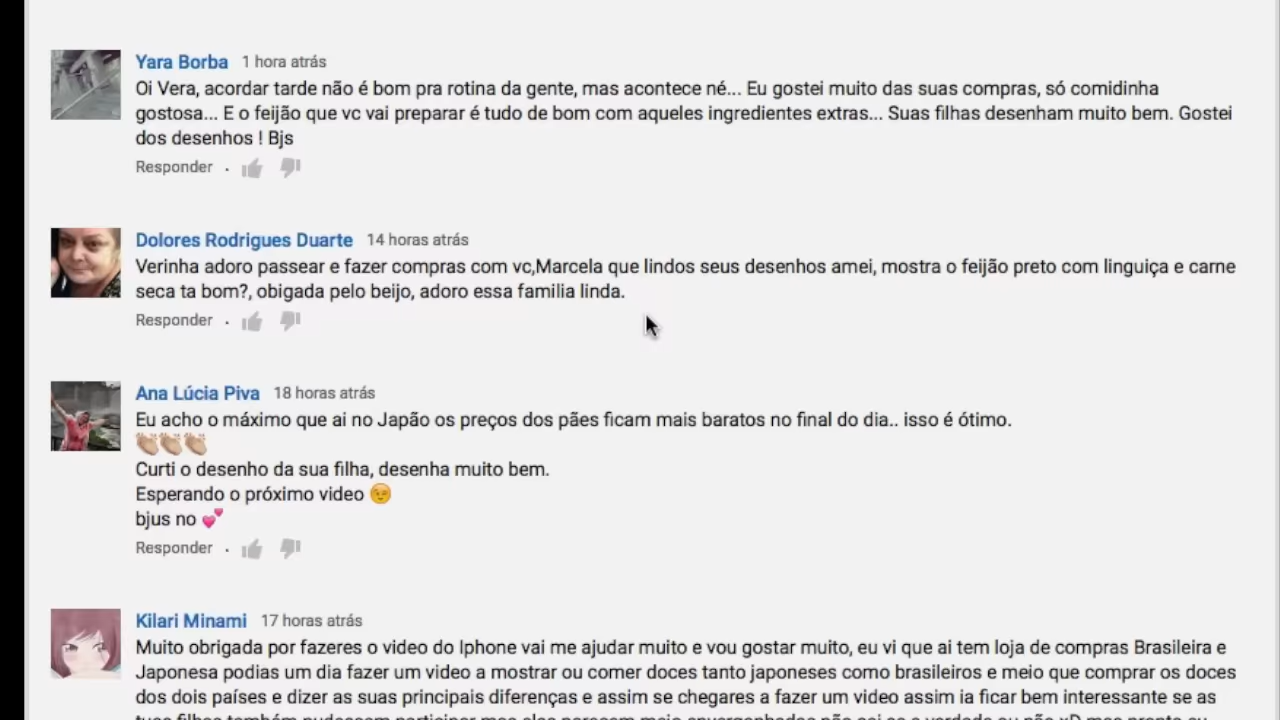 Yara Borba 1 hora atrás
Oi Vera, acordar tarde não é bom pra rotina da gente, mas acontece né... Eu gostei muito das suas compras, só comidinha
gostosa... E o feijão que vc vai preparar é tudo de bom com aqueles ingredientes extras... Suas filhas desenham muito bem. Gostei
dos desenhos ! Bjs
Responder .
Dolores Rodrigues Duarte 14 horas atrás
Verinha adoro passear e fazer compras com vc,Marcela que lindos seus desenhos amei, mostra o feijão preto com linguiça e carne
seca ta bom?, obigada pelo beijo, adoro essa familia linda.
Responder .
Ana Lúcia Piva 18 horas atrás
Eu acho o máximo que ai no Japão os preços dos pães ficam mais baratos no final do dia.. isso é ótimo.
👏🏼👏🏼👏🏼
Curti o desenho da sua filha, desenha muito bem.
Esperando o próximo video 😉
bjus no 💕
Responder .
Kilari Minami 17 horas atrás
Muito obrigada por fazeres o video do Iphone vai me ajudar muito e vou gostar muito, eu vi que ai tem loja de compras Brasileira e
Japonesa podias um dia fazer um video a mostrar ou comer doces tanto japoneses como brasileiros e meio que comprar os doces
dos dois países e dizer as suas principais diferenças e assim se chegares a fazer um video assim ia ficar bem interessante se as